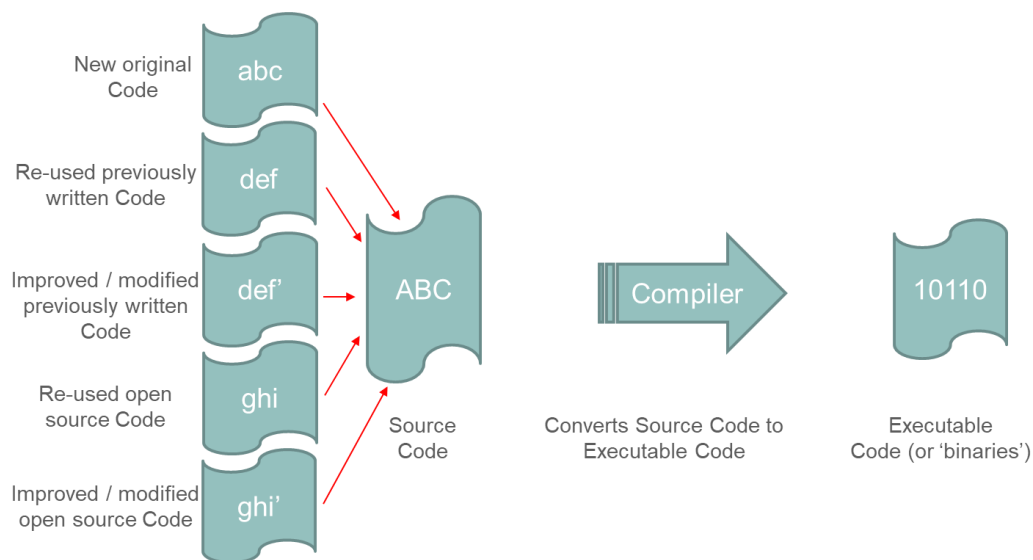 New original
Code
abc
Re-used previously
written Code
def
Improved / modified
previously written
Code
def’
Re-used open
source Code
ghi
Improved / modified
open source Code
ghi’
ABC
Source
Code
Compiler
Converts Source Code to
Executable Code
10110
Executable
Code (or ‘binaries’)